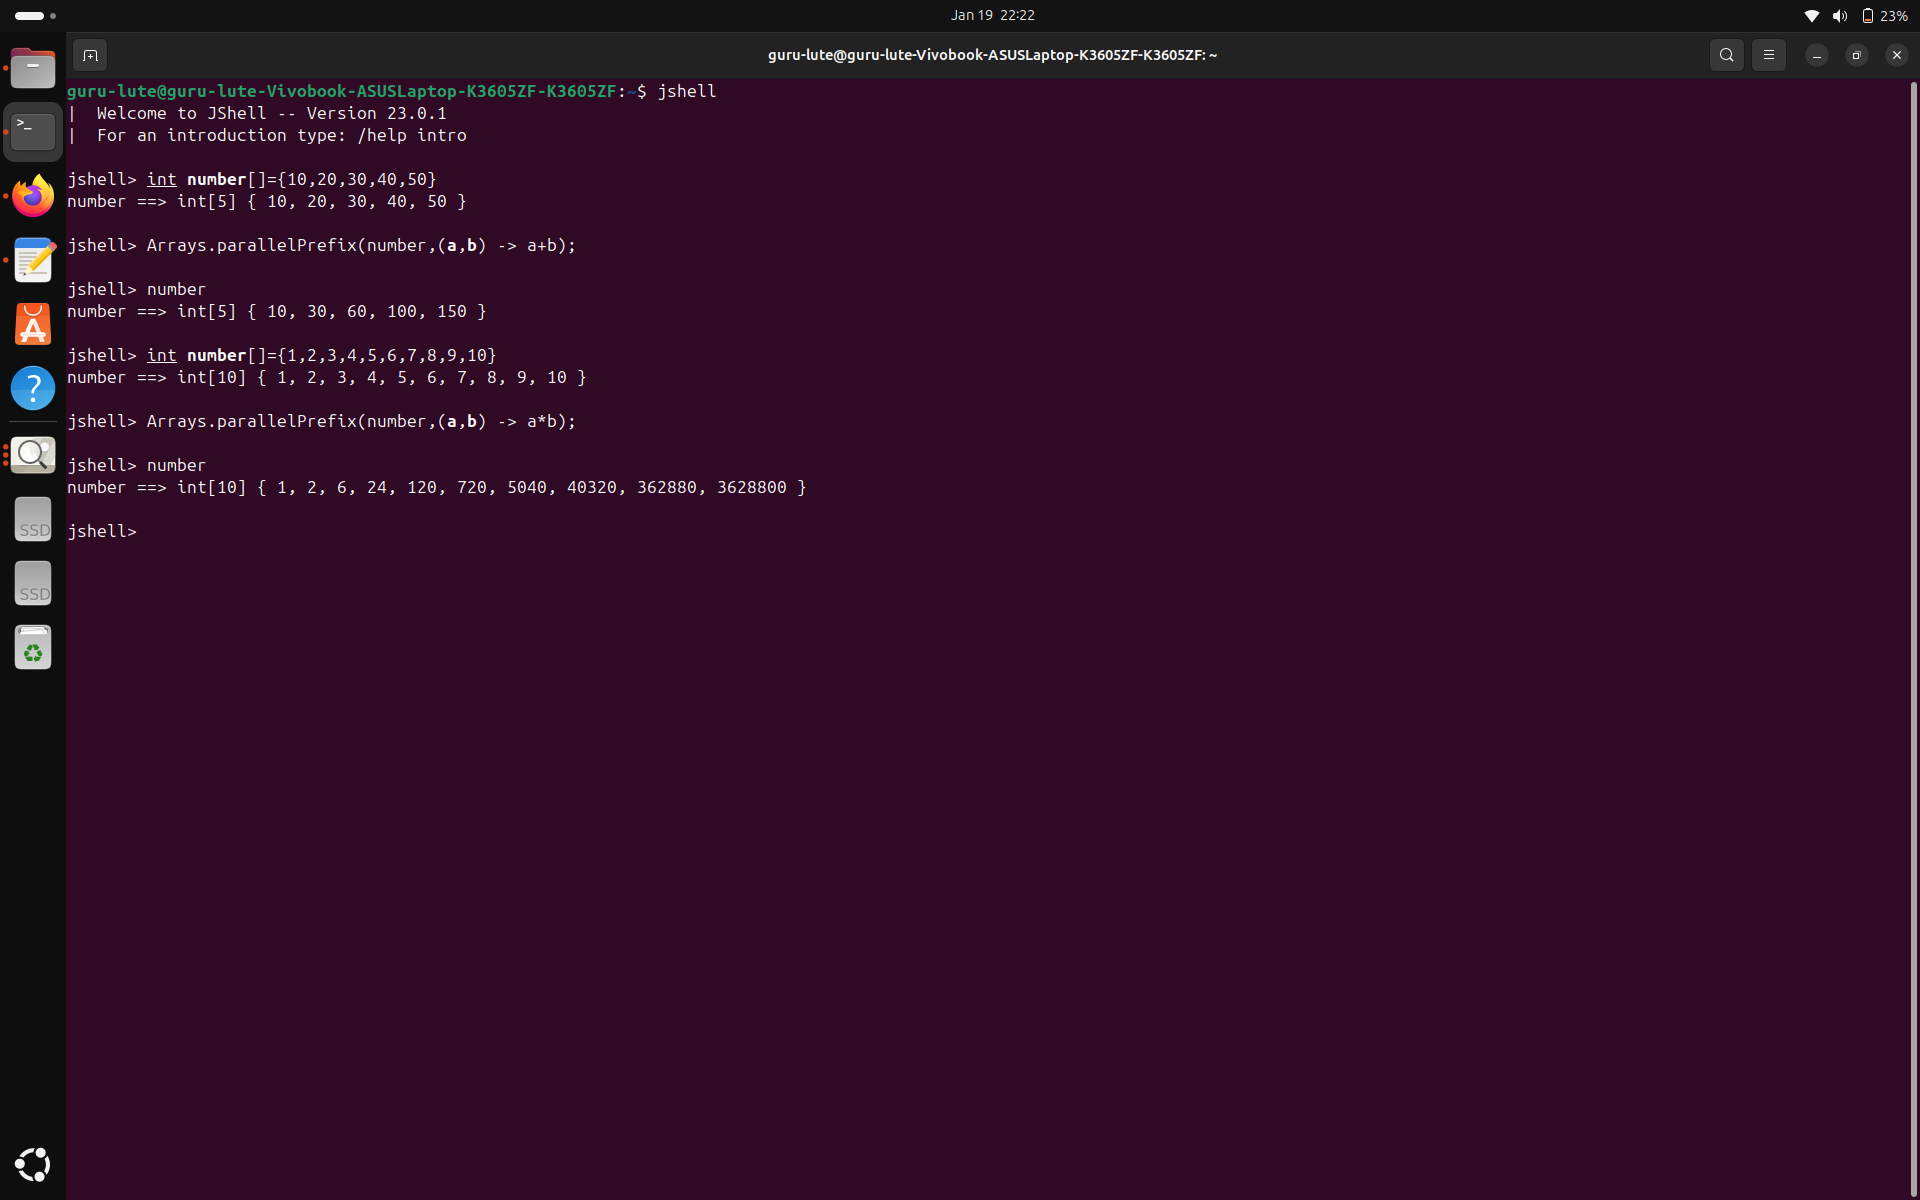 Jan 19 22:22
23%
guru-lute@guru-lute-Vivobook-ASUSLaptop-K3605ZF-K3605ZF: ~
guru-lute@guru-lute-Vivobook-ASUSLaptop-K3605ZF-K3605ZF:~$ jshell
|  Welcome to JShell -- Version 23.0.1
|  For an introduction type: /help intro
jshell> int number[]={10,20,30,40,50}
number ==> int[5] { 10, 20, 30, 40, 50 }
jshell> Arrays.parallelPrefix(number,(a,b) -> a+b);
jshell> number
number ==> int[5] { 10, 30, 60, 100, 150 }
jshell> int number[]={1,2,3,4,5,6,7,8,9,10}
number ==> int[10] { 1, 2, 3, 4, 5, 6, 7, 8, 9, 10 }
jshell> Arrays.parallelPrefix(number,(a,b) -> a*b);
jshell> number
number ==> int[10] { 1, 2, 6, 24, 120, 720, 5040, 40320, 362880, 3628800 }
jshell>
SSD
SSD